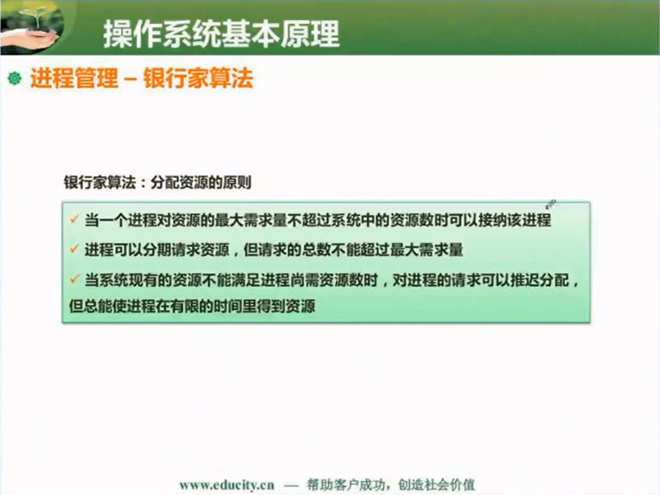 操作系统基本原理
进程管理 – 银行家算法
银行家算法：分配资源的原则
✓ 当一个进程对资源的最大需求量不超过系统中的资源数时可以接纳该进程
✓ 进程可以分期请求资源，但请求的总数不能超过最大需求量
✓ 当系统现有的资源不能满足进程尚需资源数时，对进程的请求可以推迟分配，
但总能使进程在有限的时间里得到资源
www.educity.cn — 帮助客户成功，创造社会价值